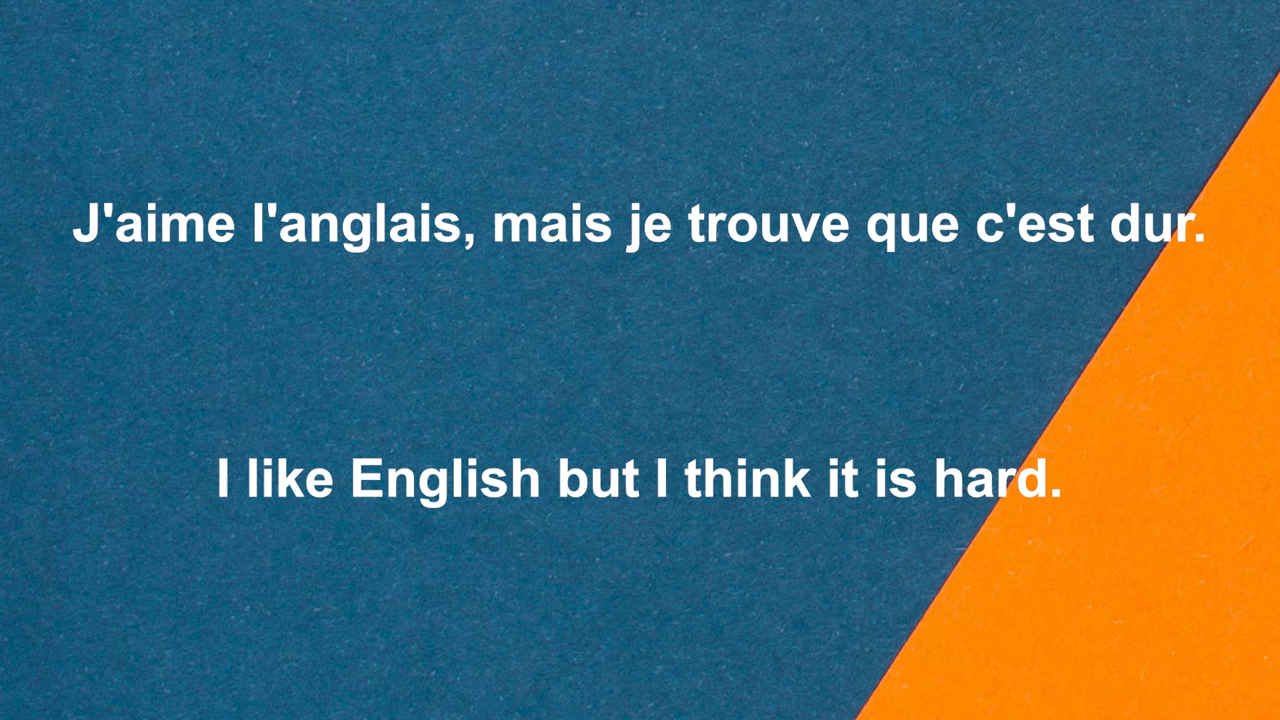 J'aime l'anglais, mais je trouve que c'est dur.
I like English but I think it is hard.